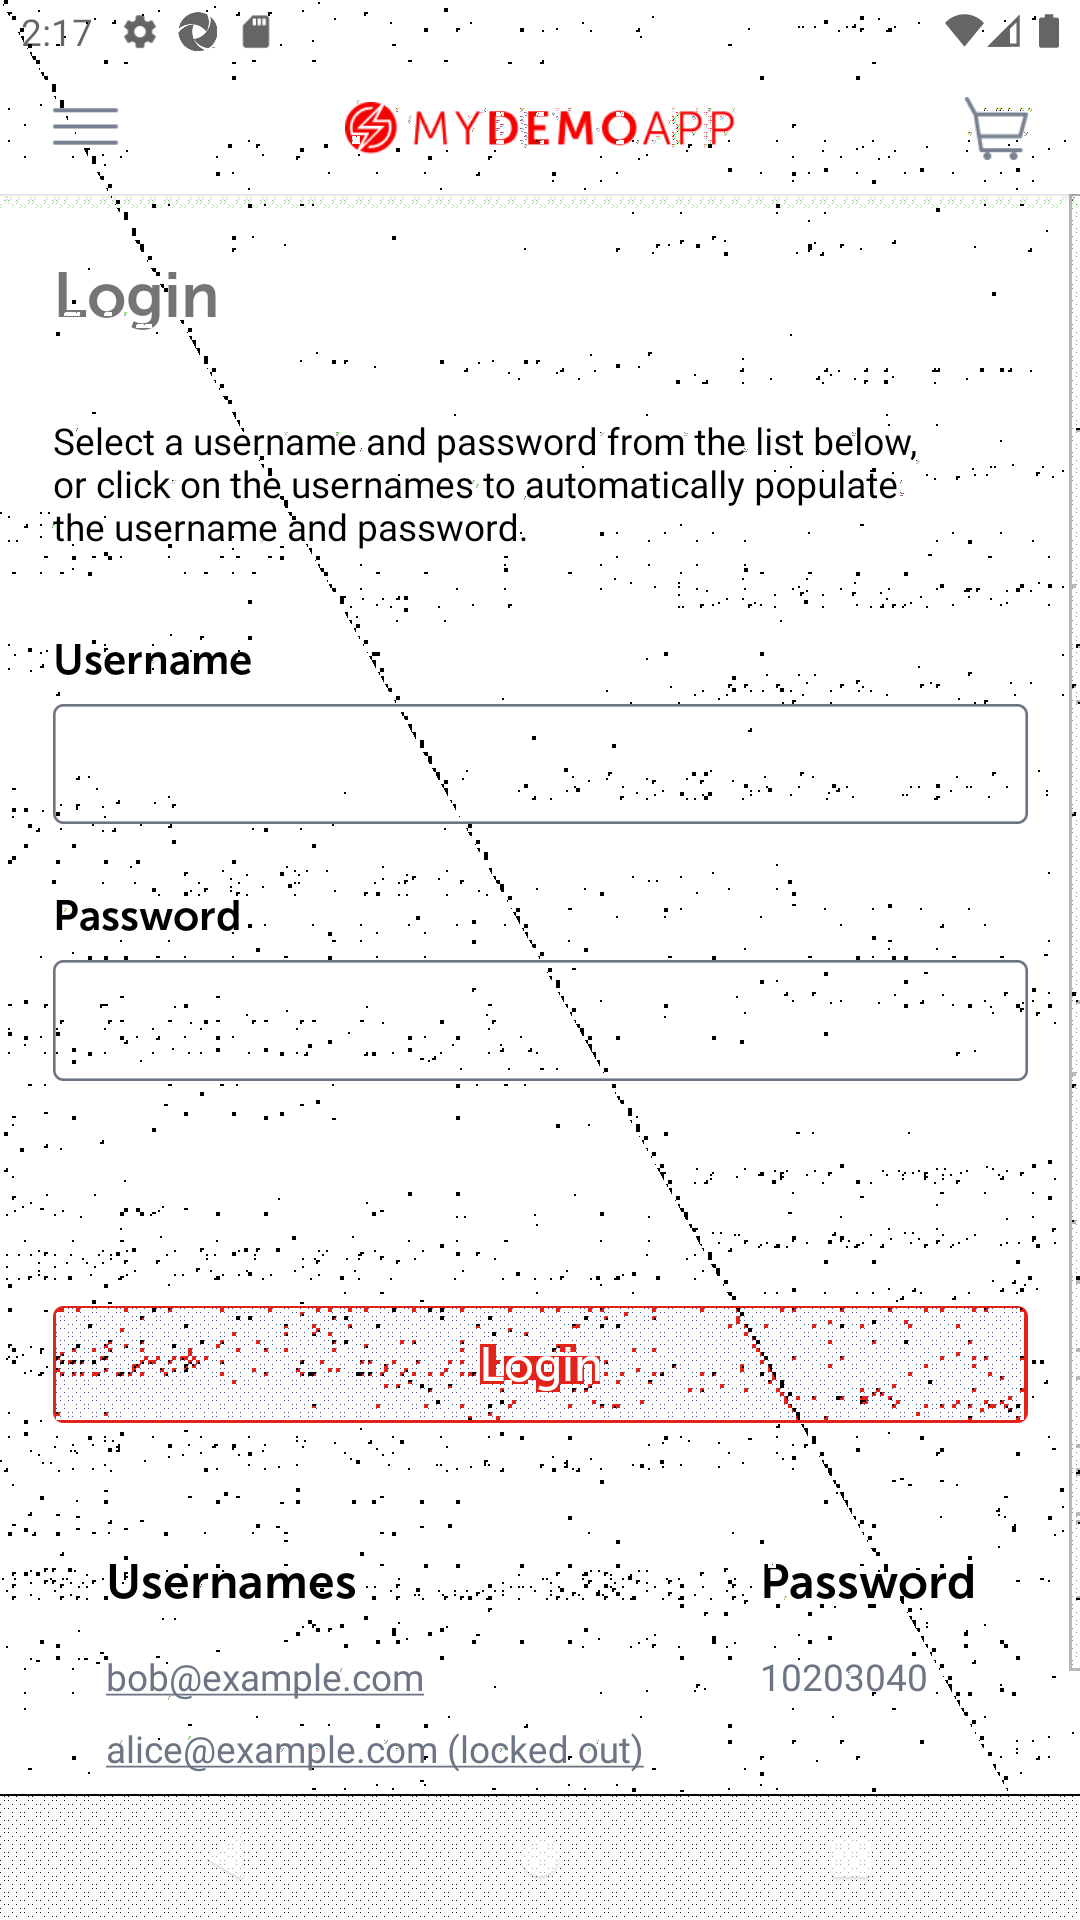 2:17
MYDEMOAPP
Login
Select a username and password from the list below,
or click on the usernames to automatically populate
the username and password.
Username
Password
Login
Usernames Password
bob@example.com 10203040
alice@example.com (locked out)